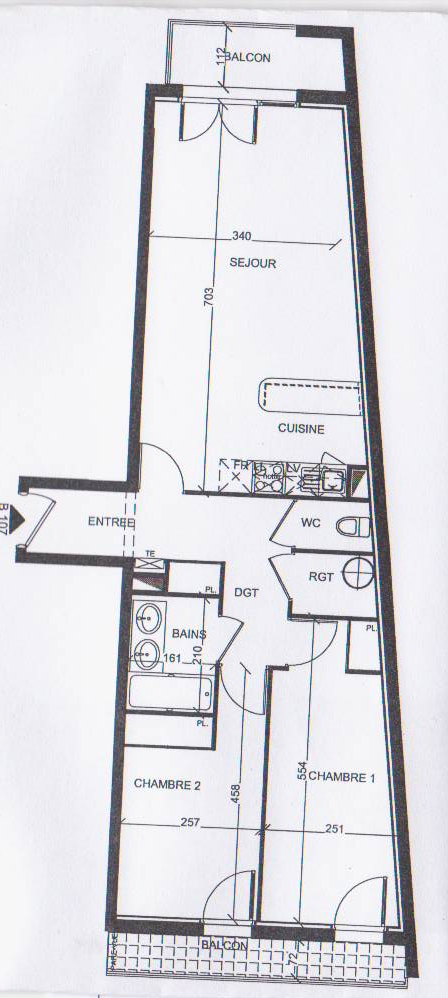 BALCON
112
340
SEJOUR
703
CUISINE
FR
LV
ENTREE
B 107
WC
TE
PL.
DGT
RGT
BAINS
161
210
PL.
PL.
CHAMBRE 2
458
554
CHAMBRE 1
257
251
BALCON
72